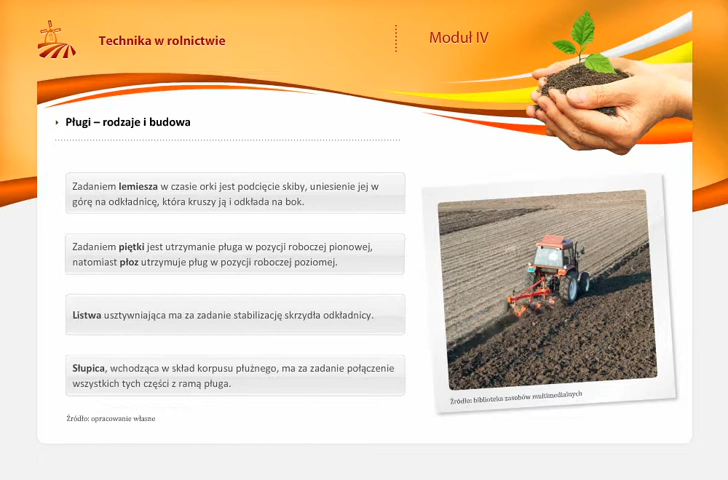 Technika w rolnictwie
Moduł IV
Pługi – rodzaje i budowa
Zadaniem lemiesza w czasie orki jest podcięcie skiby, uniesienie jej w
górę na odkładnicę, która kruszy ją i odkłada na bok.
Zadaniem piętki jest utrzymanie pługa w pozycji roboczej pionowej,
natomiast płoz utrzymuje pług w pozycji roboczej poziomej.
Listwa usztywniająca ma za zadanie stabilizację skrzydła odkładnicy.
Słupica, wchodząca w skład korpusu płużnego, ma za zadanie połączenie
wszystkich tych części z ramą pługa.
Źródło: opracowanie własne
Źródło: biblioteka zasobów multimedialnych